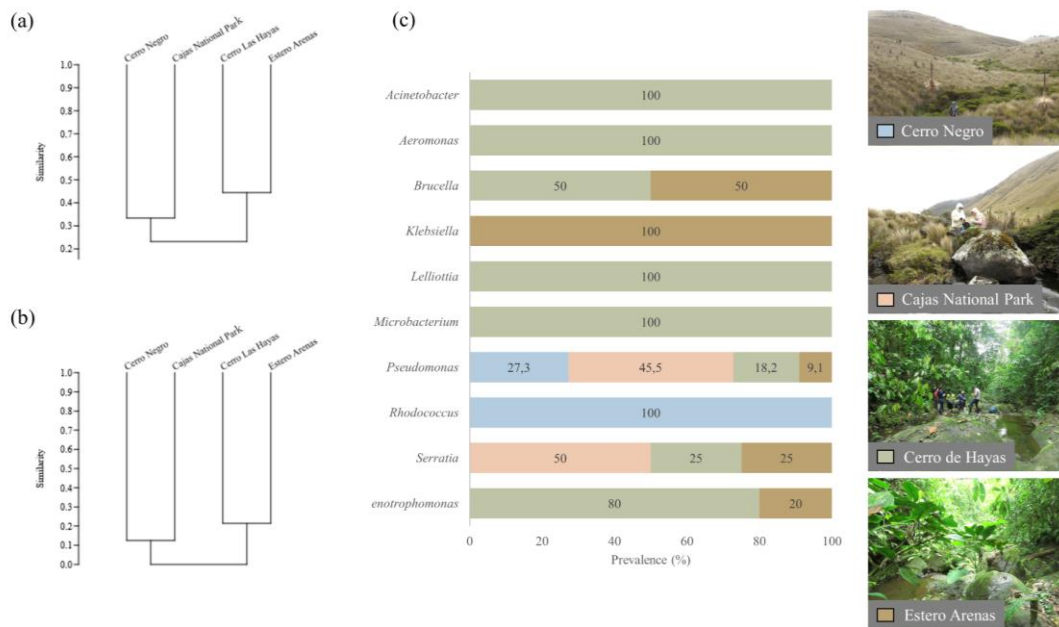 (a)
Cerro Negro
Cajas National Park
Cerro Las Hayas
Estero Arenas
1.0
0.9
0.8
0.7
0.6
0.5
0.4
0.3
0.2
Similarity
(b)
Cerro Negro
Cajas National Park
Cerro Las Hayas
Estero Arenas
1.0
0.9
0.8
0.7
0.6
0.5
0.4
0.3
0.2
0.1
0.0
Similarity
(c)
Acinetobacter 100
Aeromonas 100
Brucella 50 50
Klebsiella 100
Lelliottia 100
Microbacterium 100
Pseudomonas 27,3 45,5 18,2 9,1
Rhodococcus 100
Serratia 50 25 25
enotrophomonas 80 20
0 20 40 60 80 100
Prevalence (%)
Cerro Negro
Cajas National Park
Cerro de Hayas
Estero Arenas